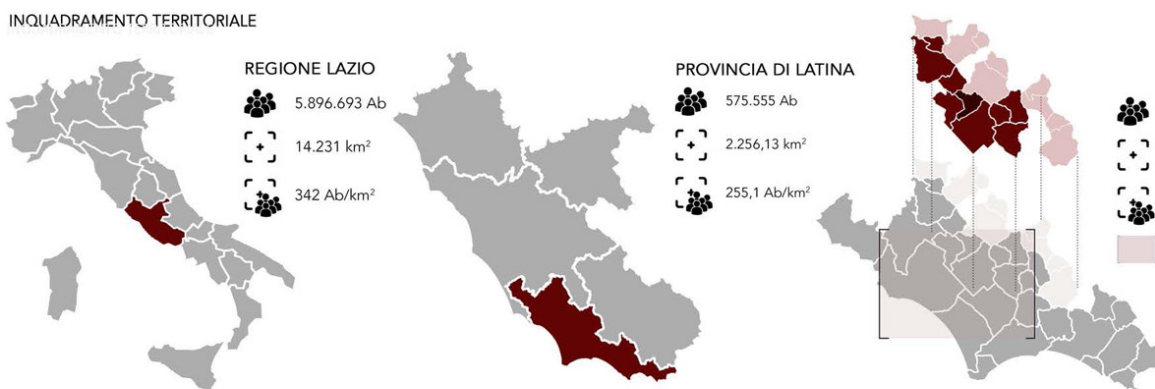 INQUADRAMENTO TERRITORIALE
REGIONE LAZIO
5.896.693 Ab
14.231 km²
342 Ab/km²
PROVINCIA DI LATINA
575.555 Ab
2.256,13 km²
255,1 Ab/km²